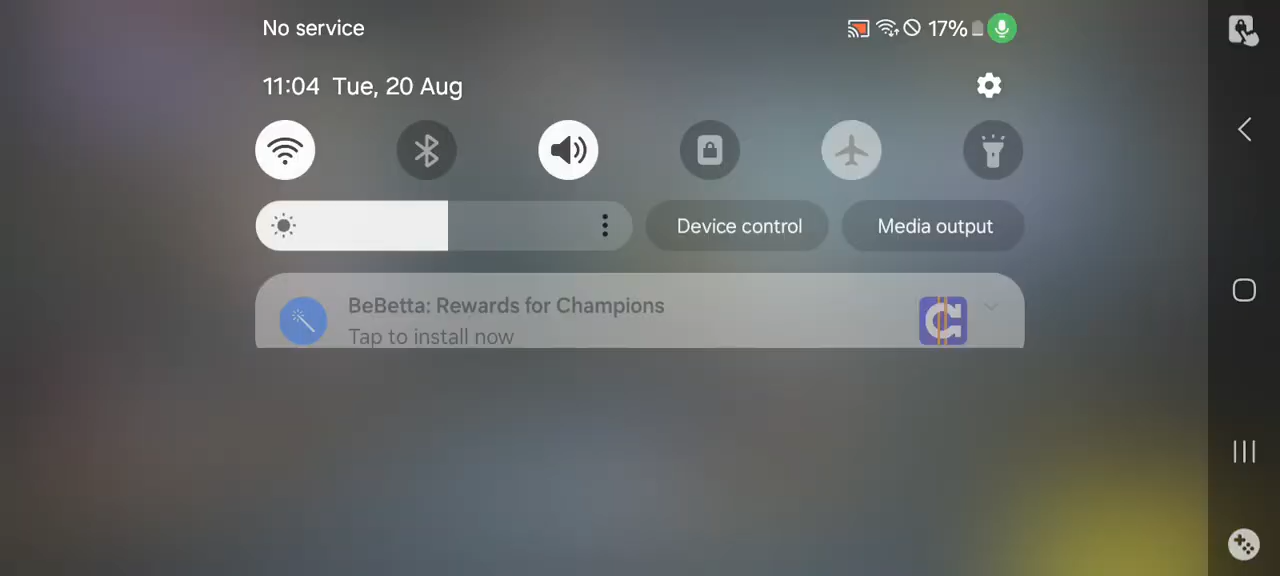 No service
17%
11:04 Tue, 20 Aug
Device control
Media output
BeBetta: Rewards for Champions
Tap to install now